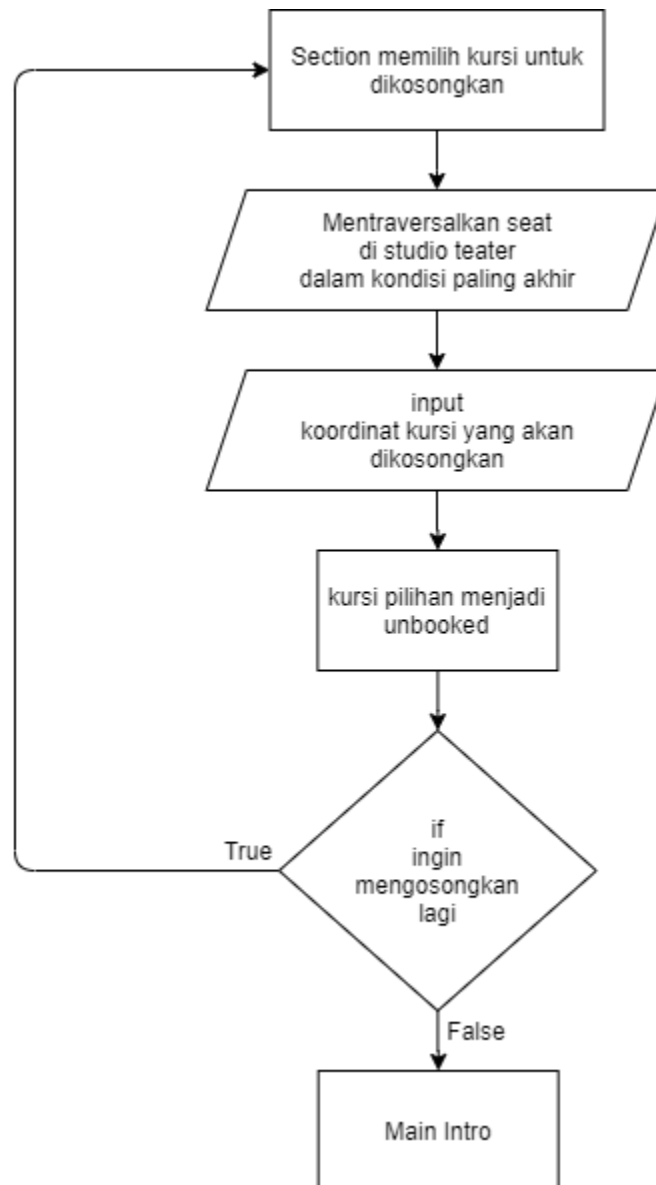 Section memilih kursi untuk
dikosongkan
Mentraversalkan seat
di studio teater
dalam kondisi paling akhir
input
koordinat kursi yang akan
dikosongkan
kursi pilihan menjadi
unbooked
True
if
ingin
mengosongkan
lagi
False
Main Intro